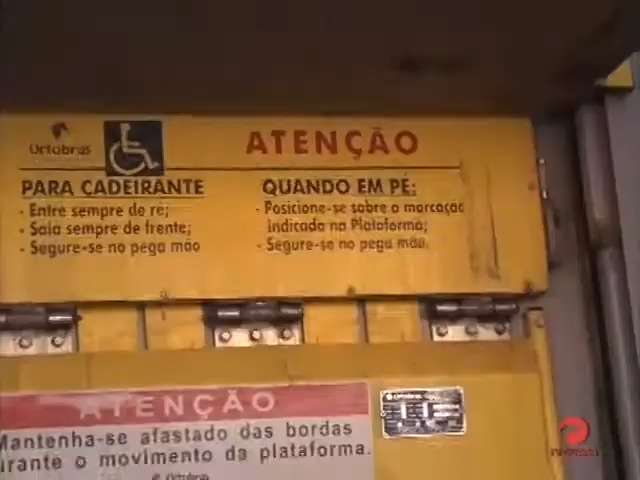 Ortobras
ATENÇÃO
PARA CADEIRANTE
- Entre sempre de ré;
- Saia sempre de frente;
- Segure-se no pega mão
QUANDO EM PÉ:
- Posicione-se sobre a marcação
indicada na Plataforma;
- Segure-se no pega mão.
ATENÇÃO
Mantenha-se afastado das bordas
urante o movimento da plataforma.
Ortobras